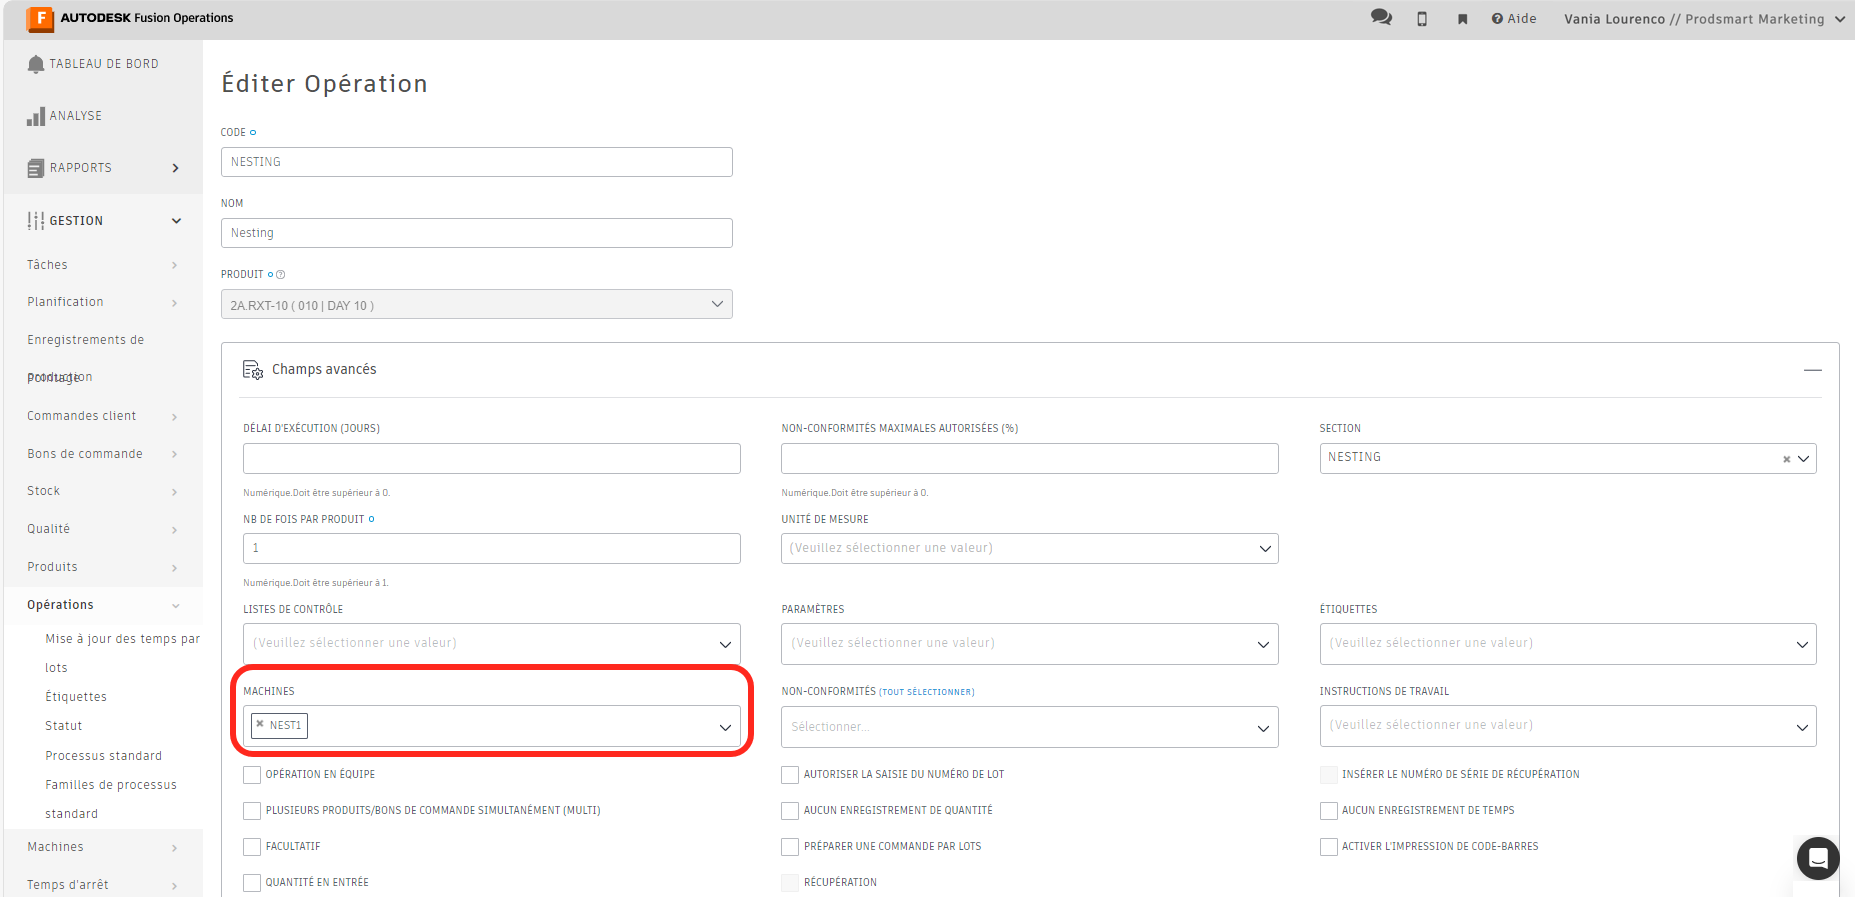 AUTODESK Fusion Operations
Aide
Vania Lourenco // Prodsmart Marketing
TABLEAU DE BORD
ANALYSE
RAPPORTS
GESTION
Tâches
Planification
Enregistrements de
production
Pointage
Commandes client
Bons de commande
Stock
Qualité
Produits
Opérations
Mise à jour des temps par
lots
Étiquettes
Statut
Processus standard
Familles de processus
standard
Machines
Temps d'arrêt
Éditer Opération
CODE
NESTING
NOM
Nesting
PRODUIT
2A.RXT-10 ( 010 | DAY 10 )
Champs avancés
DÉLAI D'EXÉCUTION (JOURS)
NON-CONFORMITÉS MAXIMALES AUTORISÉES (%)
SECTION
NESTING
Numérique.Doit être supérieur à 0.
Numérique.Doit être supérieur à 0.
NB DE FOIS PAR PRODUIT
UNITÉ DE MESURE
1
(Veuillez sélectionner une valeur)
Numérique.Doit être supérieur à 1.
LISTES DE CONTRÔLE
PARAMÈTRES
ÉTIQUETTES
(Veuillez sélectionner une valeur)
(Veuillez sélectionner une valeur)
(Veuillez sélectionner une valeur)
MACHINES
NON-CONFORMITÉS (TOUT SÉLECTIONNER)
INSTRUCTIONS DE TRAVAIL
NEST1
Sélectionner...
(Veuillez sélectionner une valeur)
OPÉRATION EN ÉQUIPE
AUTORISER LA SAISIE DU NUMÉRO DE LOT
INSÉRER LE NUMÉRO DE SÉRIE DE RÉCUPÉRATION
PLUSIEURS PRODUITS/BONS DE COMMANDE SIMULTANÉMENT (MULTI)
AUCUN ENREGISTREMENT DE QUANTITÉ
AUCUN ENREGISTREMENT DE TEMPS
FACULTATIF
PRÉPARER UNE COMMANDE PAR LOTS
ACTIVER L'IMPRESSION DE CODE-BARRES
QUANTITÉ EN ENTRÉE
RÉCUPÉRATION